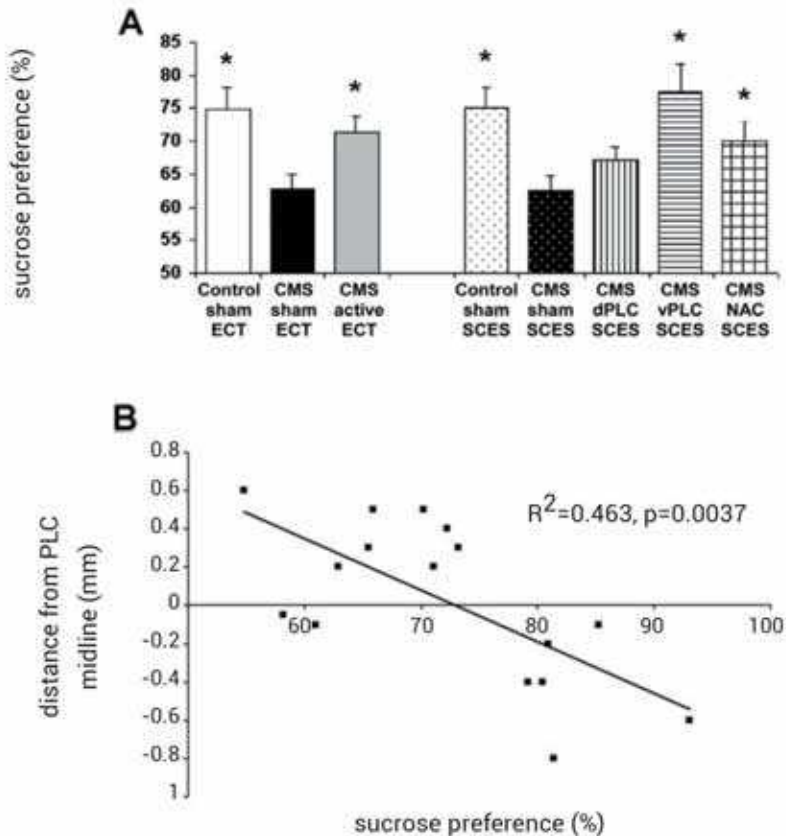 A
sucrose preference (%)
85
80
75
70
65
60
55
50
* * * * *
Control sham ECT
CMS sham ECT
CMS active ECT
Control sham SCES
CMS sham SCES
CMS dPLC SCES
CMS vPLC SCES
CMS NAC SCES
B
distance from PLC
midline (mm)
0.8
0.6
0.4
0.2
0
-0.2
-0.4
-0.6
-0.8
1
R²=0.463, p=0.0037
60 70 80 90 100
sucrose preference (%)